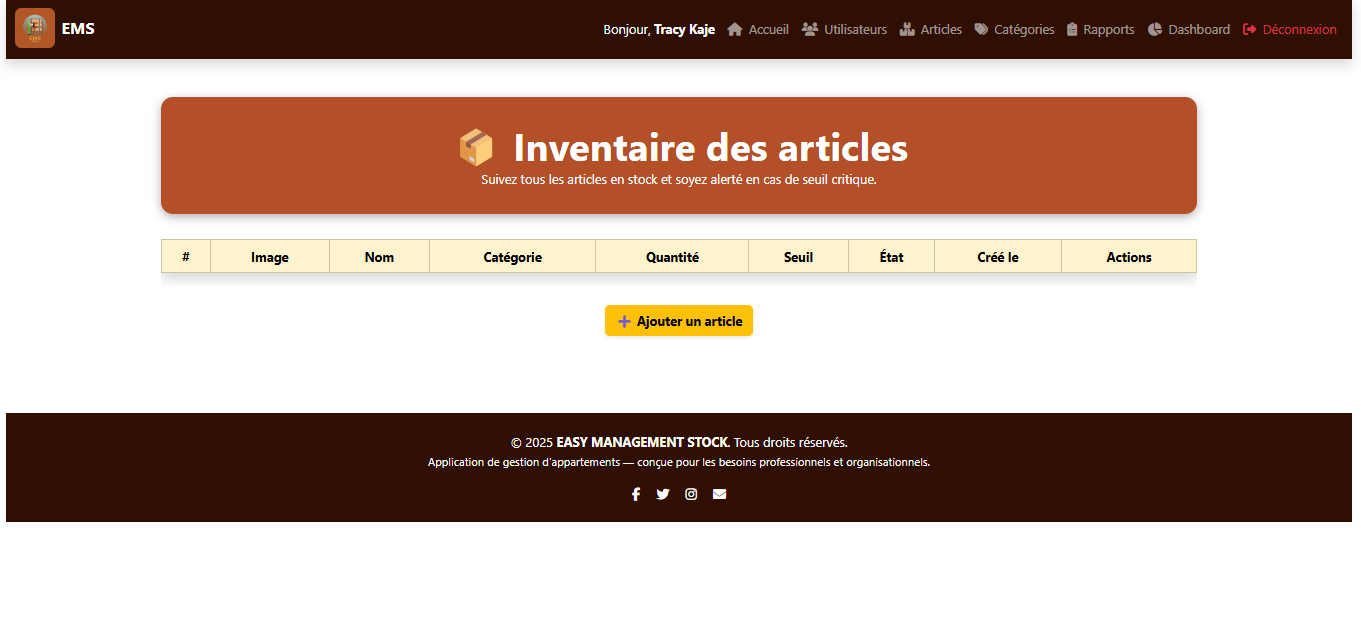 EMS
Bonjour, Tracy Kaje Accueil Utilisateurs Articles Catégories Rapports Dashboard Déconnexion
Inventaire des articles
Suivez tous les articles en stock et soyez alerté en cas de seuil critique.
# Image Nom Catégorie Quantité Seuil État Créé le Actions
Ajouter un article
© 2025 EASY MANAGEMENT STOCK. Tous droits réservés.
Application de gestion d'appartements — conçue pour les besoins professionnels et organisationnels.